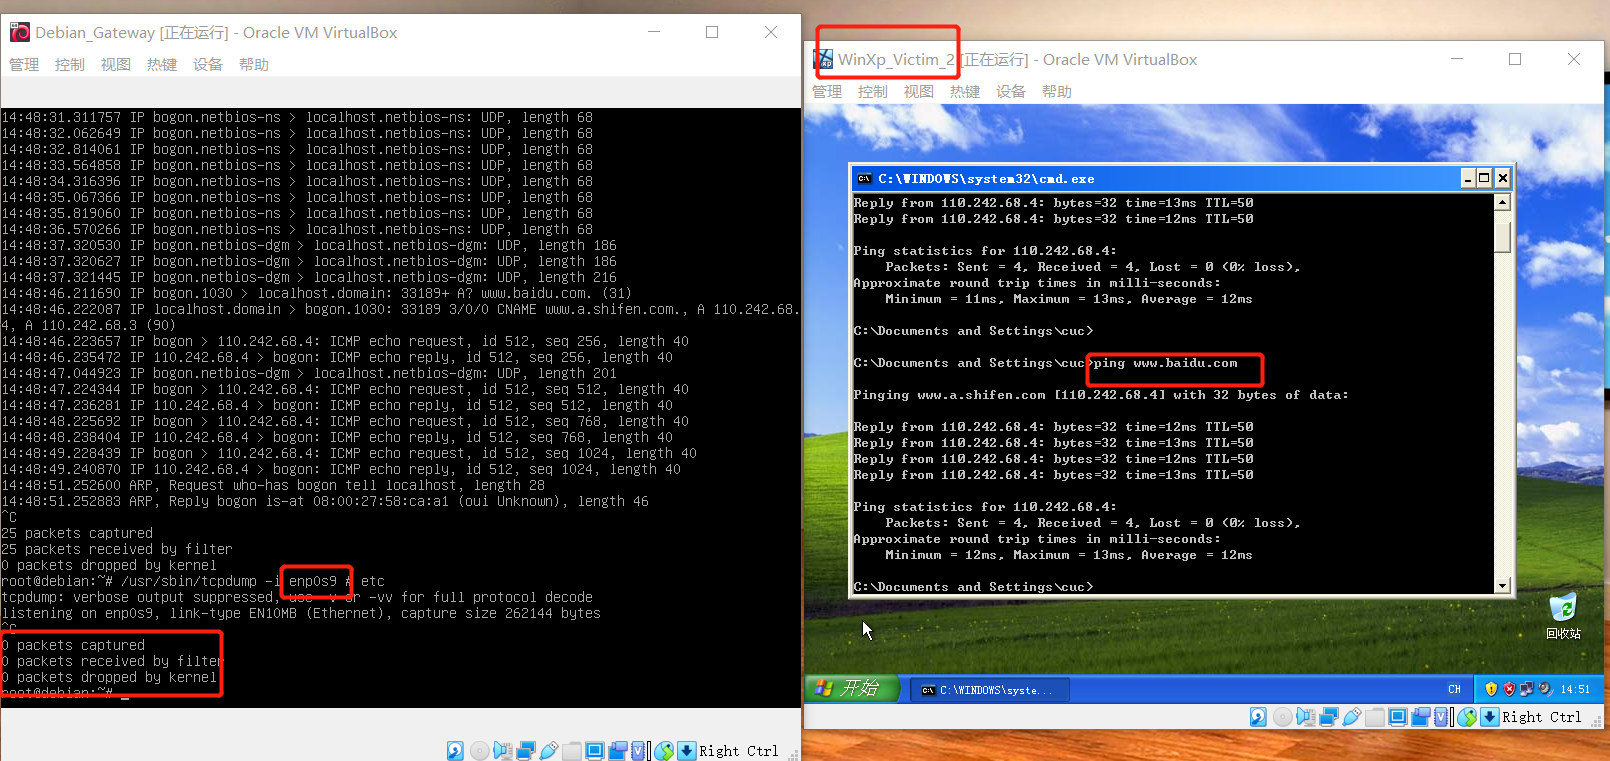 Debian_Gateway [正在运行] - Oracle VM VirtualBox
管理 控制 视图 热键 设备 帮助
14:48:31.311757 IP bogon.netbios-ns > localhost.netbios-ns: UDP, length 68
14:48:32.062649 IP bogon.netbios-ns > localhost.netbios-ns: UDP, length 68
14:48:32.814061 IP bogon.netbios-ns > localhost.netbios-ns: UDP, length 68
14:48:33.564858 IP bogon.netbios-ns > localhost.netbios-ns: UDP, length 68
14:48:34.316396 IP bogon.netbios-ns > localhost.netbios-ns: UDP, length 68
14:48:35.067366 IP bogon.netbios-ns > localhost.netbios-ns: UDP, length 68
14:48:35.819060 IP bogon.netbios-ns > localhost.netbios-ns: UDP, length 68
14:48:36.570266 IP bogon.netbios-ns > localhost.netbios-ns: UDP, length 68
14:48:37.320530 IP bogon.netbios-dgm > localhost.netbios-dgm: UDP, length 186
14:48:37.320627 IP bogon.netbios-dgm > localhost.netbios-dgm: UDP, length 186
14:48:37.321445 IP bogon.netbios-dgm > localhost.netbios-dgm: UDP, length 216
14:48:46.211690 IP bogon.1030 > localhost.domain: 33189+ A? www.baidu.com. (31)
14:48:46.222087 IP localhost.domain > bogon.1030: 33189 3/0/0 CNAME www.a.shifen.com., A 110.242.68.
4, A 110.242.68.3 (90)
14:48:46.223657 IP bogon > 110.242.68.4: ICMP echo request, id 512, seq 256, length 40
14:48:46.235472 IP 110.242.68.4 > bogon: ICMP echo reply, id 512, seq 256, length 40
14:48:47.044923 IP bogon.netbios-dgm > localhost.netbios-dgm: UDP, length 201
14:48:47.224344 IP bogon > 110.242.68.4: ICMP echo request, id 512, seq 512, length 40
14:48:47.236281 IP 110.242.68.4 > bogon: ICMP echo reply, id 512, seq 512, length 40
14:48:48.225692 IP bogon > 110.242.68.4: ICMP echo request, id 512, seq 768, length 40
14:48:48.238404 IP 110.242.68.4 > bogon: ICMP echo reply, id 512, seq 768, length 40
14:48:49.228439 IP bogon > 110.242.68.4: ICMP echo request, id 512, seq 1024, length 40
14:48:49.240870 IP 110.242.68.4 > bogon: ICMP echo reply, id 512, seq 1024, length 40
14:48:51.252600 ARP, Request who-has bogon tell localhost, length 28
14:48:51.252883 ARP, Reply bogon is-at 08:00:27:58:ca:a1 (oui Unknown), length 46
^C
25 packets captured
25 packets received by filter
0 packets dropped by kernel
root@debian:~# /usr/sbin/tcpdump -i enp0s9 # etc
tcpdump: verbose output suppressed, use -v or -vv for full protocol decode
listening on enp0s9, link-type EN10MB (Ethernet), capture size 262144 bytes
^C
0 packets captured
0 packets received by filter
0 packets dropped by kernel
root@debian:~# _
Right Ctrl
WinXp_Victim_2 [正在运行] - Oracle VM VirtualBox
管理 控制 视图 热键 设备 帮助
C:\WINDOWS\system32\cmd.exe
Reply from 110.242.68.4: bytes=32 time=13ms TTL=50
Reply from 110.242.68.4: bytes=32 time=12ms TTL=50
Ping statistics for 110.242.68.4:
Packets: Sent = 4, Received = 4, Lost = 0 (0% loss),
Approximate round trip times in milli-seconds:
Minimum = 11ms, Maximum = 13ms, Average = 12ms
C:\Documents and Settings\cuc>
C:\Documents and Settings\cuc>ping www.baidu.com
Pinging www.a.shifen.com [110.242.68.4] with 32 bytes of data:
Reply from 110.242.68.4: bytes=32 time=12ms TTL=50
Reply from 110.242.68.4: bytes=32 time=13ms TTL=50
Reply from 110.242.68.4: bytes=32 time=12ms TTL=50
Reply from 110.242.68.4: bytes=32 time=13ms TTL=50
Ping statistics for 110.242.68.4:
Packets: Sent = 4, Received = 4, Lost = 0 (0% loss),
Approximate round trip times in milli-seconds:
Minimum = 12ms, Maximum = 13ms, Average = 12ms
C:\Documents and Settings\cuc>
回收站
开始 C:\WINDOWS\syste... CH 14:51
Right Ctrl